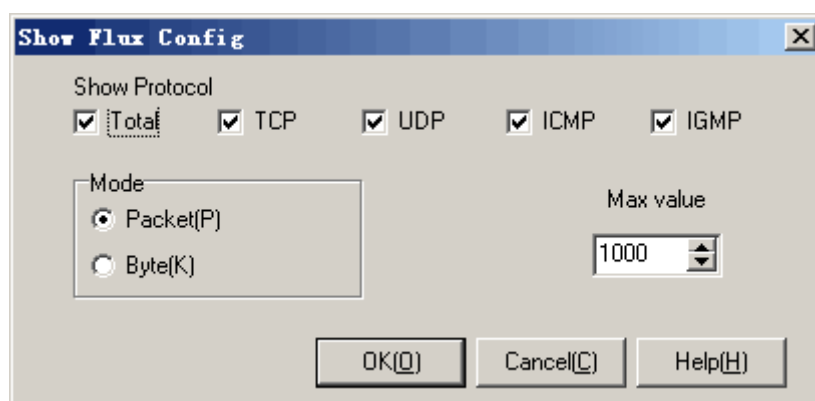 Show Flux Config
Show Protocol
Total TCP UDP ICMP IGMP
Mode
Packet(P)
Byte(K)
Max value
1000
OK(O) Cancel(C) Help(H)